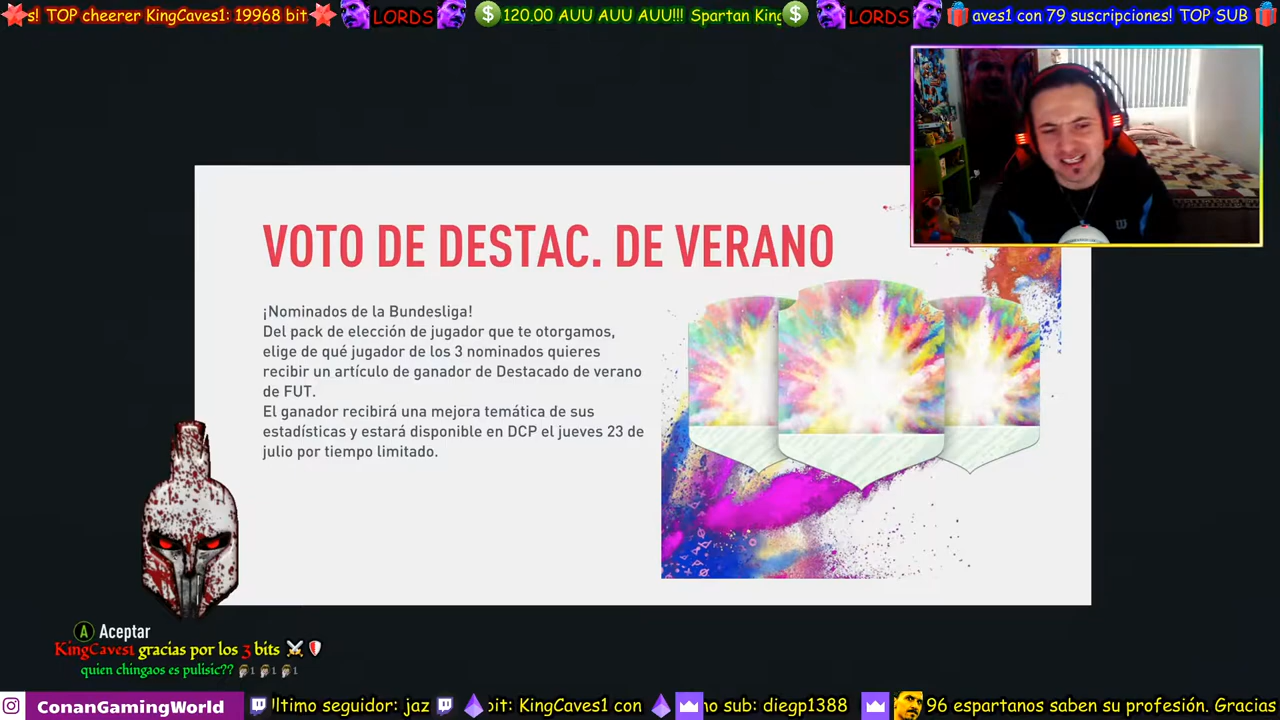 s! TOP cheerer KingCaves1: 19968 bit
LORDS
$
120.00 AUU AUU AUU!!! Spartan King
$
LORDS
aves1 con 79 suscripciones! TOP SUB
VOTO DE DESTAC. DE VERANO
¡Nominados de la Bundesliga!
Del pack de elección de jugador que te otorgamos,
elige de qué jugador de los 3 nominados quieres
recibir un artículo de ganador de Destacado de verano
de FUT.
El ganador recibirá una mejora temática de sus
estadísticas y estará disponible en DCP el jueves 23 de
julio por tiempo limitado.
A Aceptar
KingCaves1 gracias por los 3 bits
quien chingaos es pulisic?? 1 1 1
ConanGamingWorld
ltimo seguidor: jaz
bit: KingCaves1 con
no sub: diegp1388
96 espartanos saben su profesión. Gracias